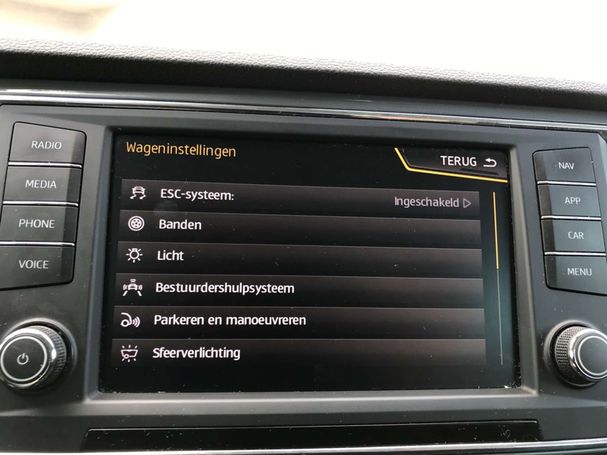 Wageninstellingen
TERUG
ESC-systeem: Ingeschakeld
Banden
Licht
Bestuurdershulpsysteem
Parkeren en manoeuvreren
Sfeerverlichting
RADIO
MEDIA
PHONE
VOICE
NAV
APP
CAR
MENU